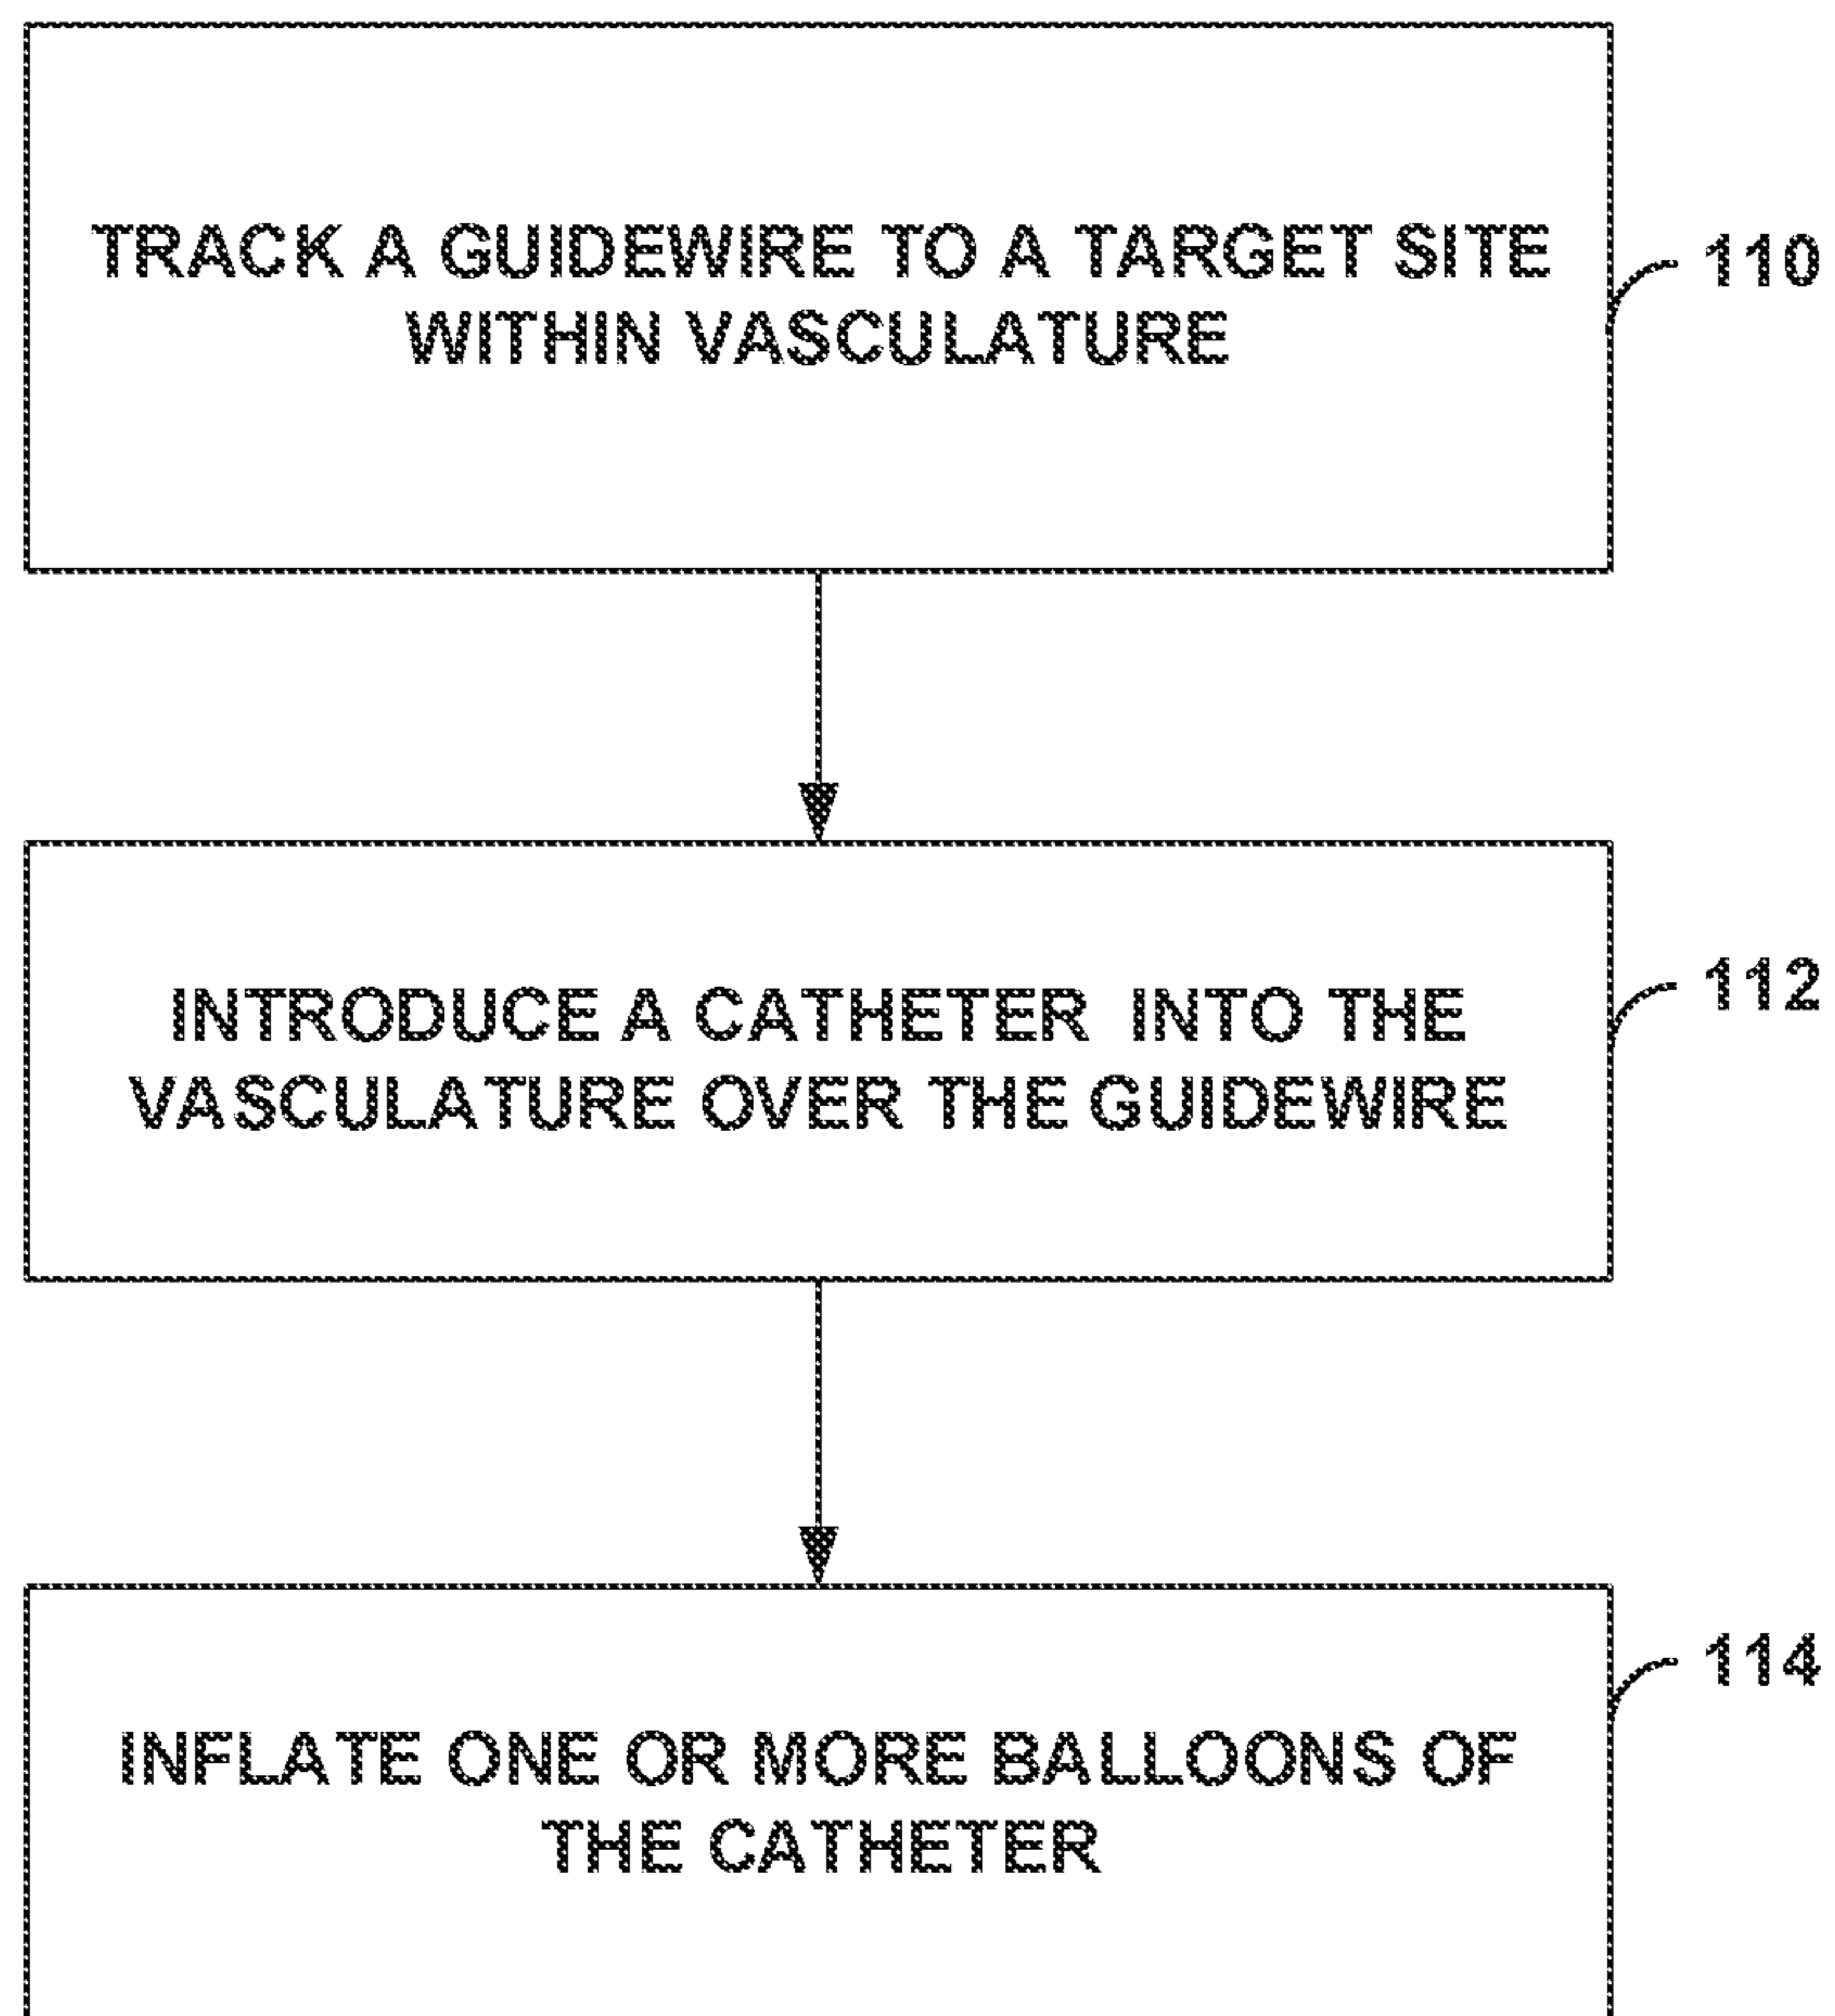 TRACK A GUIDEWIRE TO A TARGET SITE
WITHIN VASCULATURE
110
INTRODUCE A CATHETER INTO THE
VASCULATURE OVER THE GUIDEWIRE
112
INFLATE ONE OR MORE BALLOONS OF
THE CATHETER
114